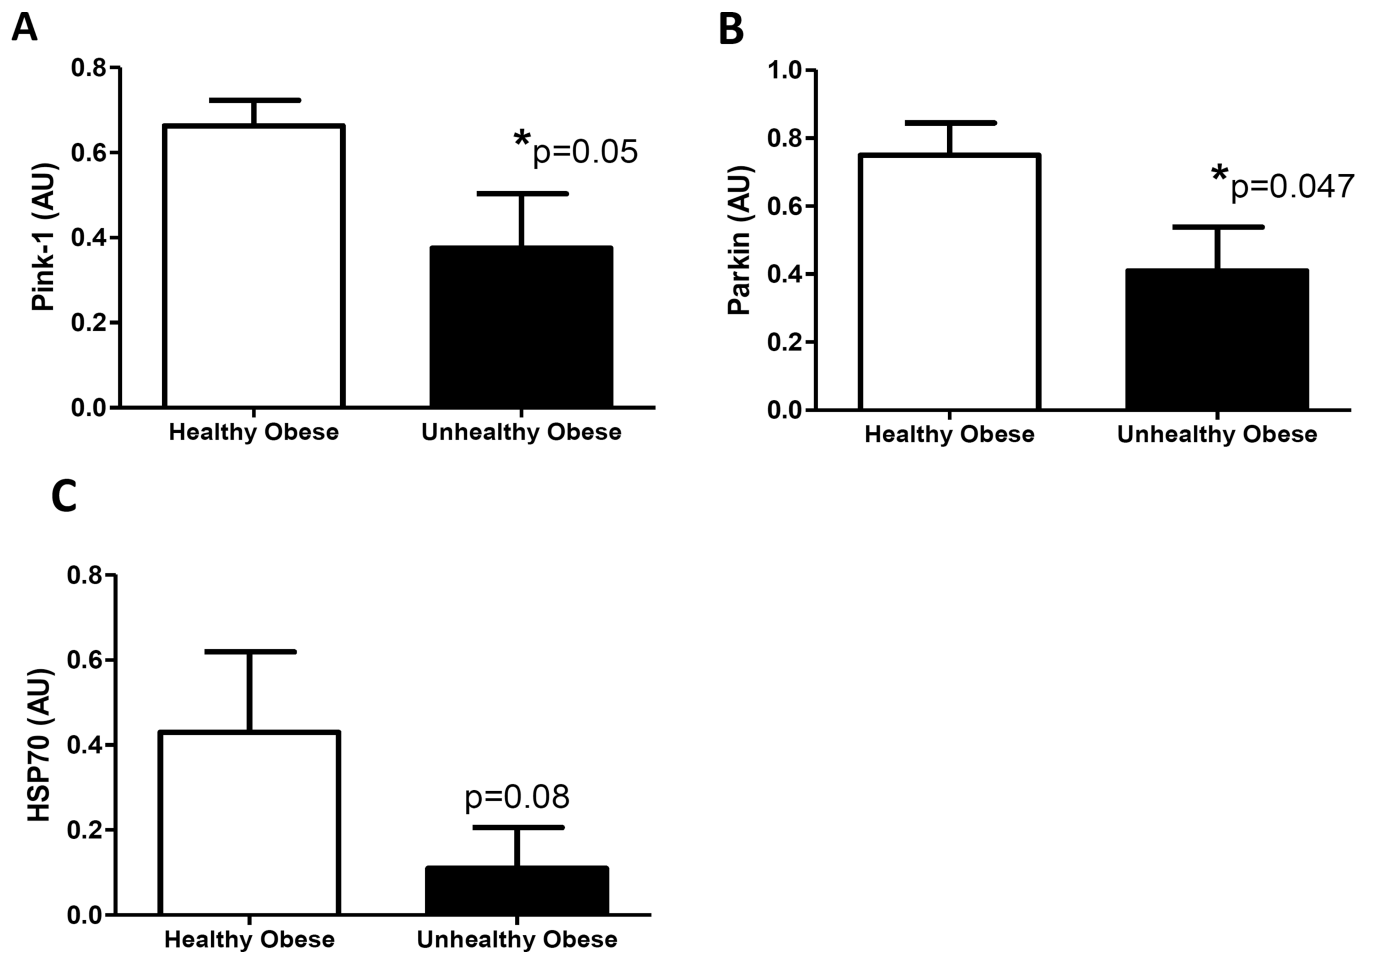 A
Pink-1 (AU)
0.8
0.6
0.4
0.2
0.0
*p=0.05
Healthy Obese
Unhealthy Obese
B
Parkin (AU)
1.0
0.8
0.6
0.4
0.2
0.0
*p=0.047
Healthy Obese
Unhealthy Obese
C
HSP70 (AU)
0.8
0.6
0.4
0.2
0.0
p=0.08
Healthy Obese
Unhealthy Obese